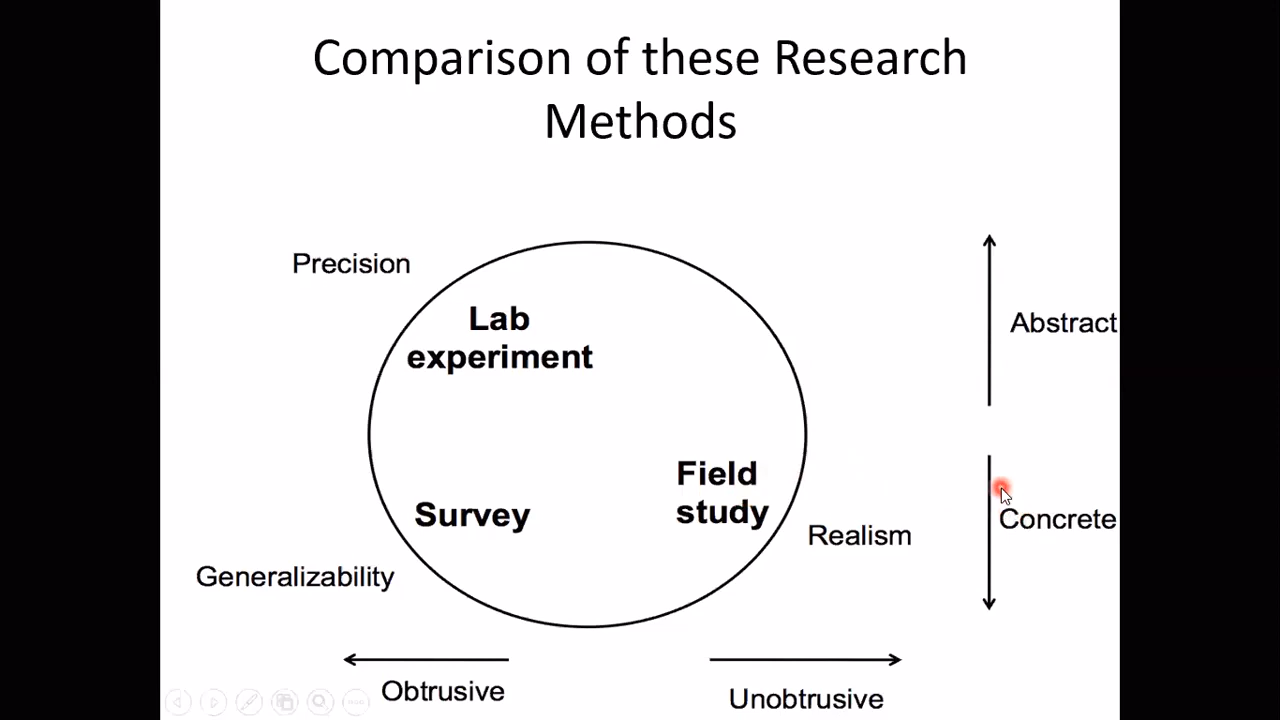 Comparison of these Research
Methods
Precision
Lab
experiment
Abstract
Field
study
Survey
Concrete
Realism
Generalizability
Obtrusive
Unobtrusive